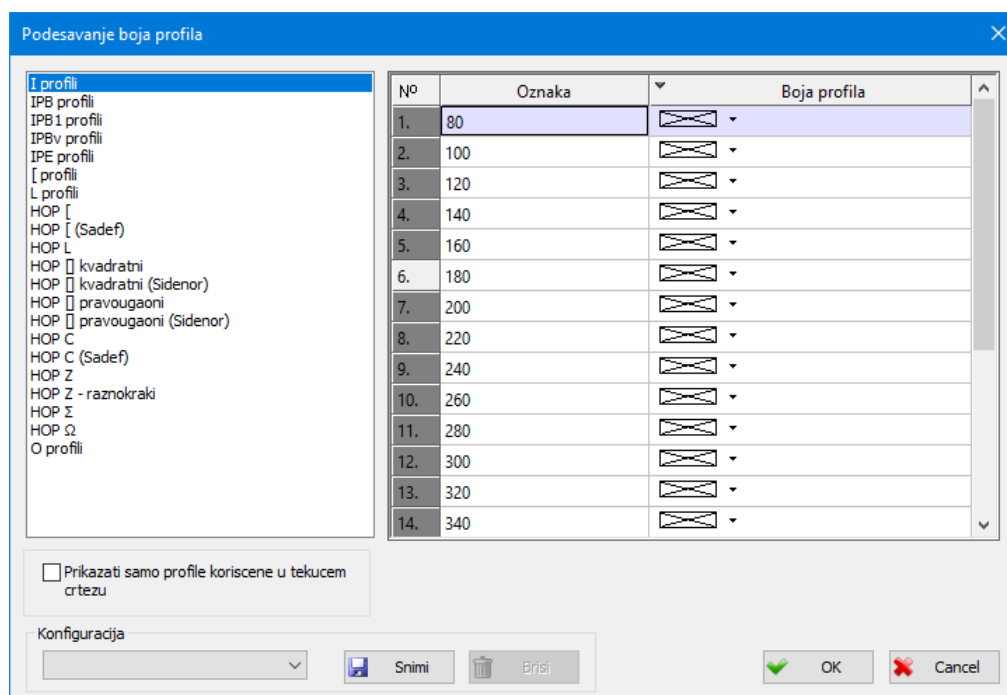 Podesavanje boja profila
I profili
IPB profili
IPB1 profili
IPBv profili
IPE profili
[ profili
L profili
HOP [
HOP [ (Sadef)
HOP L
HOP [] kvadratni
HOP [] kvadratni (Sidenor)
HOP [] pravougaoni
HOP [] pravougaoni (Sidenor)
HOP C
HOP C (Sadef)
HOP Z
HOP Z - raznokraki
HOP Σ
HOP Ω
O profili
Nº Oznaka Boja profila
1. 80
2. 100
3. 120
4. 140
5. 160
6. 180
7. 200
8. 220
9. 240
10. 260
11. 280
12. 300
13. 320
14. 340
Prikazati samo profile koriscene u tekucem
crtezu
Konfiguracija
Snimi Brisi OK Cancel